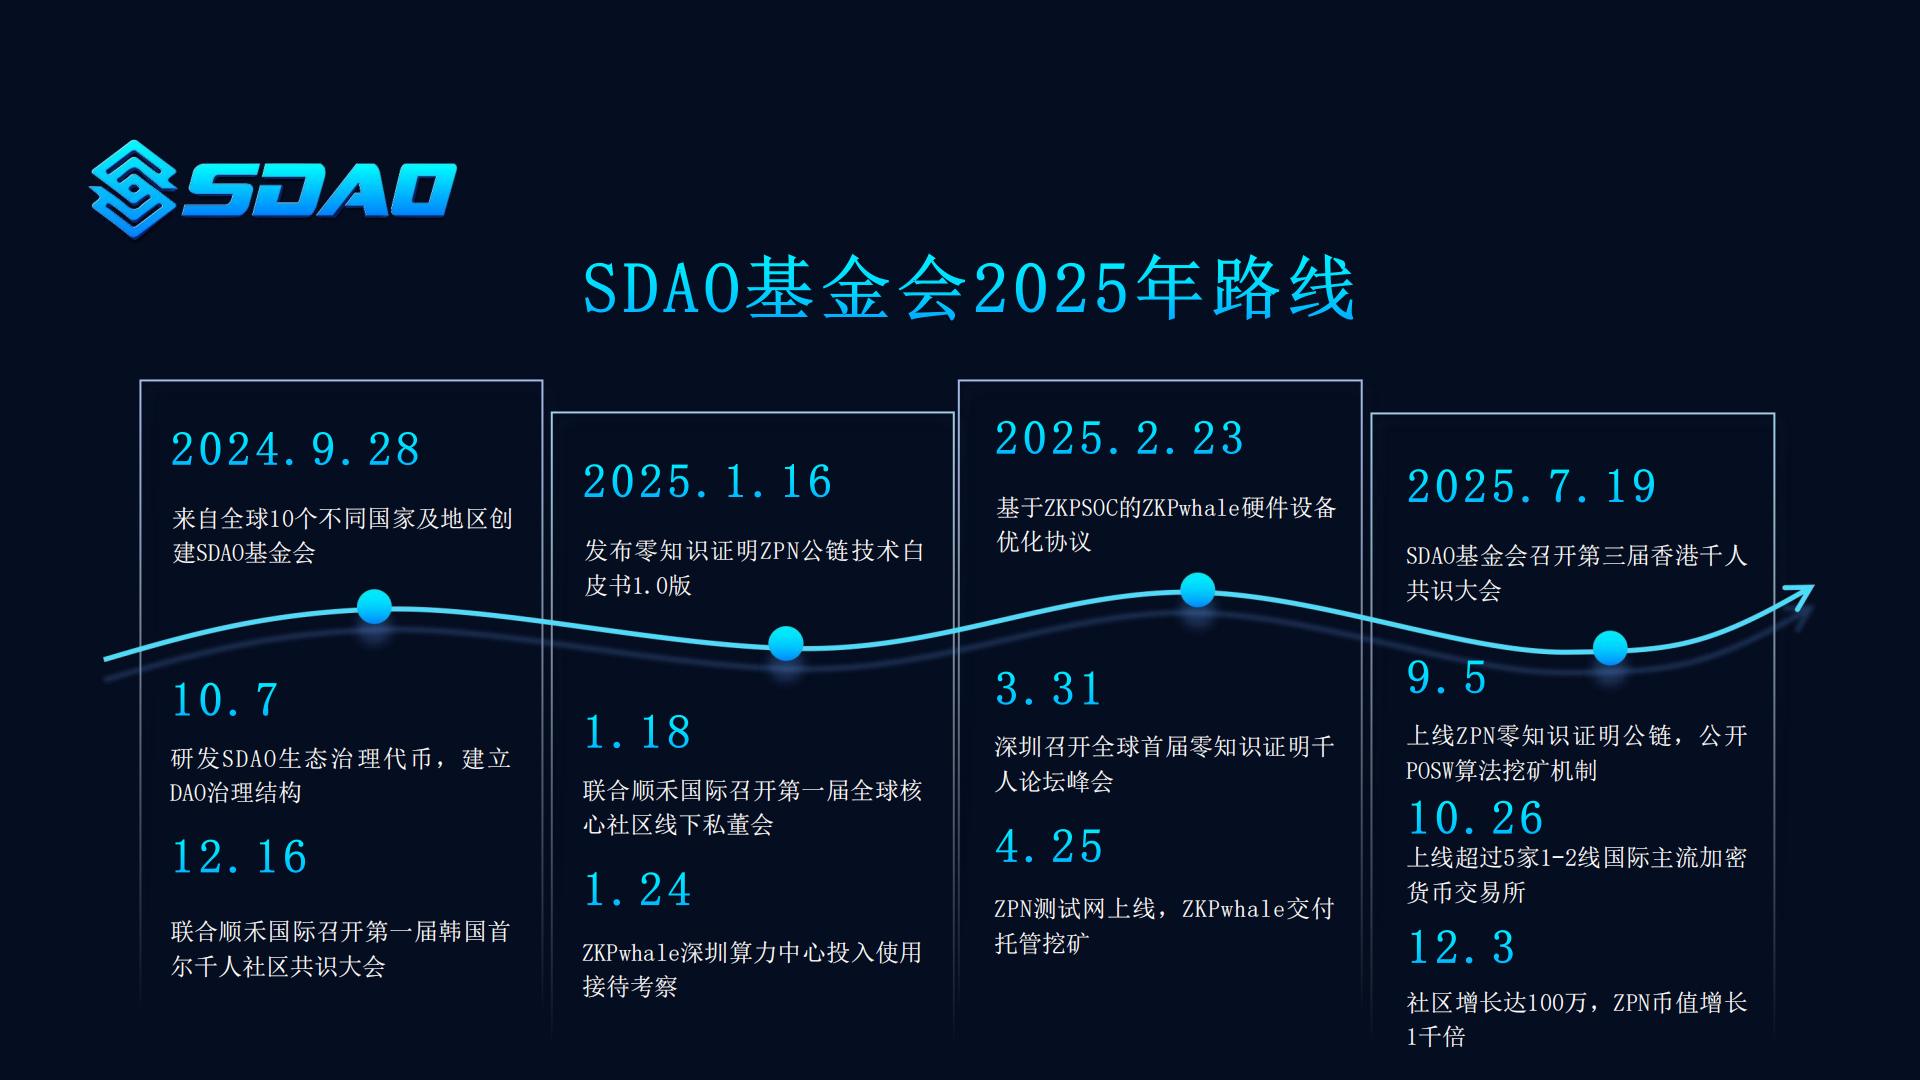 SDAO
SDAO基金会2025年路线
2024.9.28
来自全球10个不同国家及地区创
建SDAO基金会
10.7
研发SDAO生态治理代币，建立
DAO治理结构
12.16
联合顺禾国际召开第一届韩国首
尔千人社区共识大会
2025.1.16
发布零知识证明ZPN公链技术白
皮书1.0版
1.18
联合顺禾国际召开第一届全球核
心社区线下私董会
1.24
ZKPwhale深圳算力中心投入使用
接待考察
2025.2.23
基于ZKPSOC的ZKPwhale硬件设备
优化协议
3.31
深圳召开全球首届零知识证明千
人论坛峰会
4.25
ZPN测试网上线，ZKPwhale交付
托管挖矿
2025.7.19
SDAO基金会召开第三届香港千人
共识大会
9.5
上线ZPN零知识证明公链，公开
POSW算法挖矿机制
10.26
上线超过5家1-2线国际主流加密
货币交易所
12.3
社区增长达100万，ZPN币值增长
1千倍